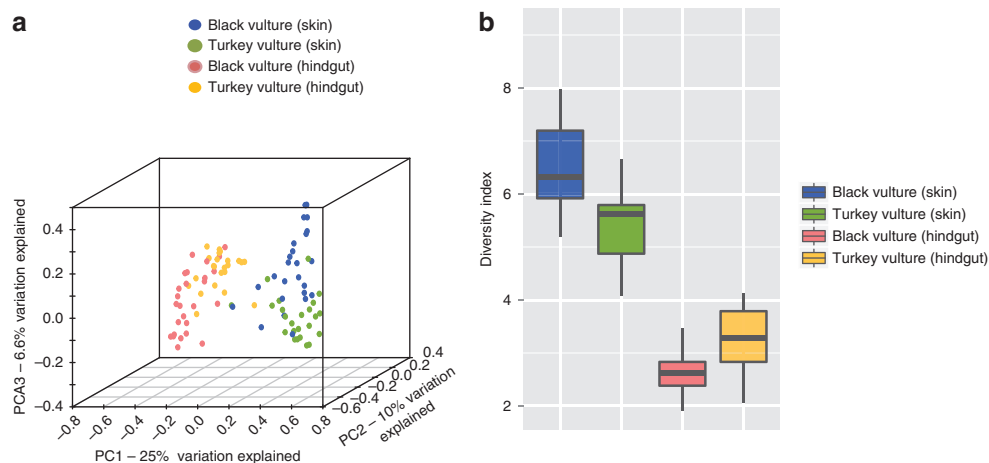 a
Black vulture (skin)
Turkey vulture (skin)
Black vulture (hindgut)
Turkey vulture (hindgut)
PCA3 – 6.6% variation explained
0.4
0.2
0.0
–0.2
–0.4
–0.8
–0.6
–0.4
–0.2
0.0
0.2
0.4
0.6
0.8
PC1 – 25% variation explained
–0.6
–0.4
–0.2
0.0
0.2
0.4
PC2 – 10% variation
explained
b
Diversity index
8
6
4
2
Black vulture (skin)
Turkey vulture (skin)
Black vulture (hindgut)
Turkey vulture (hindgut)